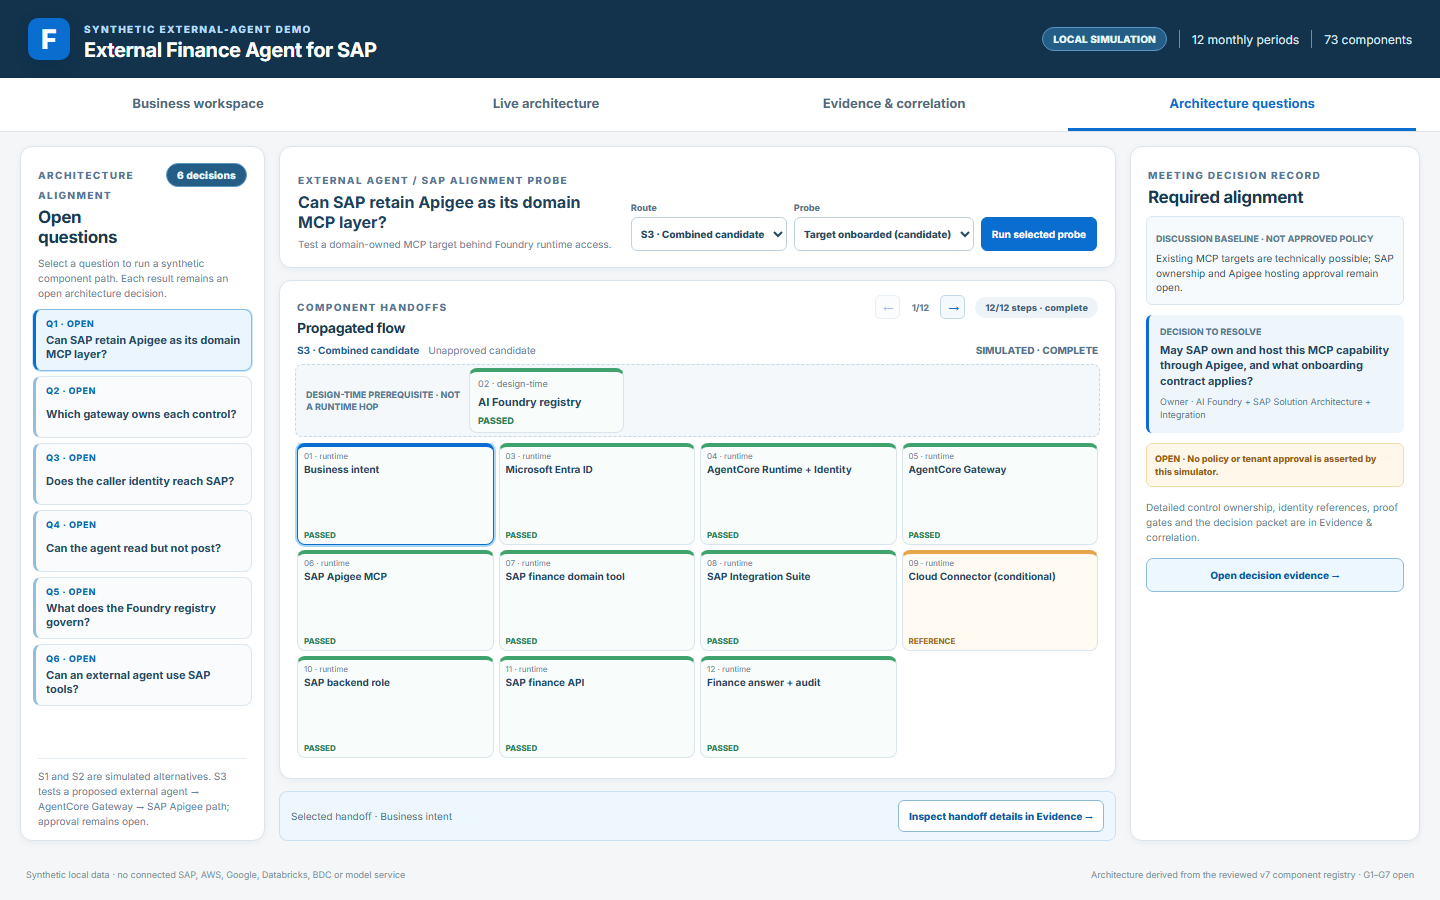 F
SYNTHETIC EXTERNAL-AGENT DEMO
External Finance Agent for SAP
LOCAL SIMULATION
12 monthly periods
73 components
Business workspace
Live architecture
Evidence & correlation
Architecture questions
ARCHITECTURE
ALIGNMENT
6 decisions
Open
questions
Select a question to run a synthetic
component path. Each result remains an
open architecture decision.
Q1 · OPEN
Can SAP retain Apigee as its domain
MCP layer?
Q2 · OPEN
Which gateway owns each control?
Q3 · OPEN
Does the caller identity reach SAP?
Q4 · OPEN
Can the agent read but not post?
Q5 · OPEN
What does the Foundry registry
govern?
Q6 · OPEN
Can an external agent use SAP
tools?
S1 and S2 are simulated alternatives. S3
tests a proposed external agent →
AgentCore Gateway → SAP Apigee path;
approval remains open.
EXTERNAL AGENT / SAP ALIGNMENT PROBE
Can SAP retain Apigee as its domain
MCP layer?
Test a domain-owned MCP target behind Foundry runtime access.
Route
S3 · Combined candidate
Probe
Target onboarded (candidate)
Run selected probe
COMPONENT HANDOFFS
← 1/12 →
12/12 steps · complete
Propagated flow
S3 · Combined candidate Unapproved candidate
SIMULATED · COMPLETE
DESIGN-TIME PREREQUISITE · NOT
A RUNTIME HOP
02 · design-time
AI Foundry registry
PASSED
01 · runtime
Business intent
PASSED
03 · runtime
Microsoft Entra ID
PASSED
04 · runtime
AgentCore Runtime + Identity
PASSED
05 · runtime
AgentCore Gateway
PASSED
06 · runtime
SAP Apigee MCP
PASSED
07 · runtime
SAP finance domain tool
PASSED
08 · runtime
SAP Integration Suite
PASSED
09 · runtime
Cloud Connector (conditional)
REFERENCE
10 · runtime
SAP backend role
PASSED
11 · runtime
SAP finance API
PASSED
12 · runtime
Finance answer + audit
PASSED
Selected handoff · Business intent
Inspect handoff details in Evidence →
MEETING DECISION RECORD
Required alignment
DISCUSSION BASELINE · NOT APPROVED POLICY
Existing MCP targets are technically possible; SAP
ownership and Apigee hosting approval remain
open.
DECISION TO RESOLVE
May SAP own and host this MCP capability
through Apigee, and what onboarding
contract applies?
Owner · AI Foundry + SAP Solution Architecture +
Integration
OPEN · No policy or tenant approval is asserted by
this simulator.
Detailed control ownership, identity references, proof
gates and the decision packet are in Evidence &
correlation.
Open decision evidence →
Synthetic local data · no connected SAP, AWS, Google, Databricks, BDC or model service
Architecture derived from the reviewed v7 component registry · G1–G7 open